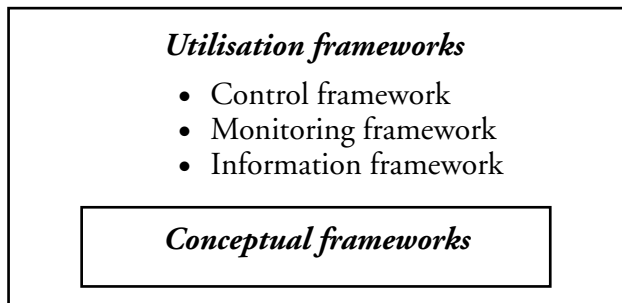 Utilisation frameworks
• Control framework
• Monitoring framework
• Information framework
Conceptual frameworks